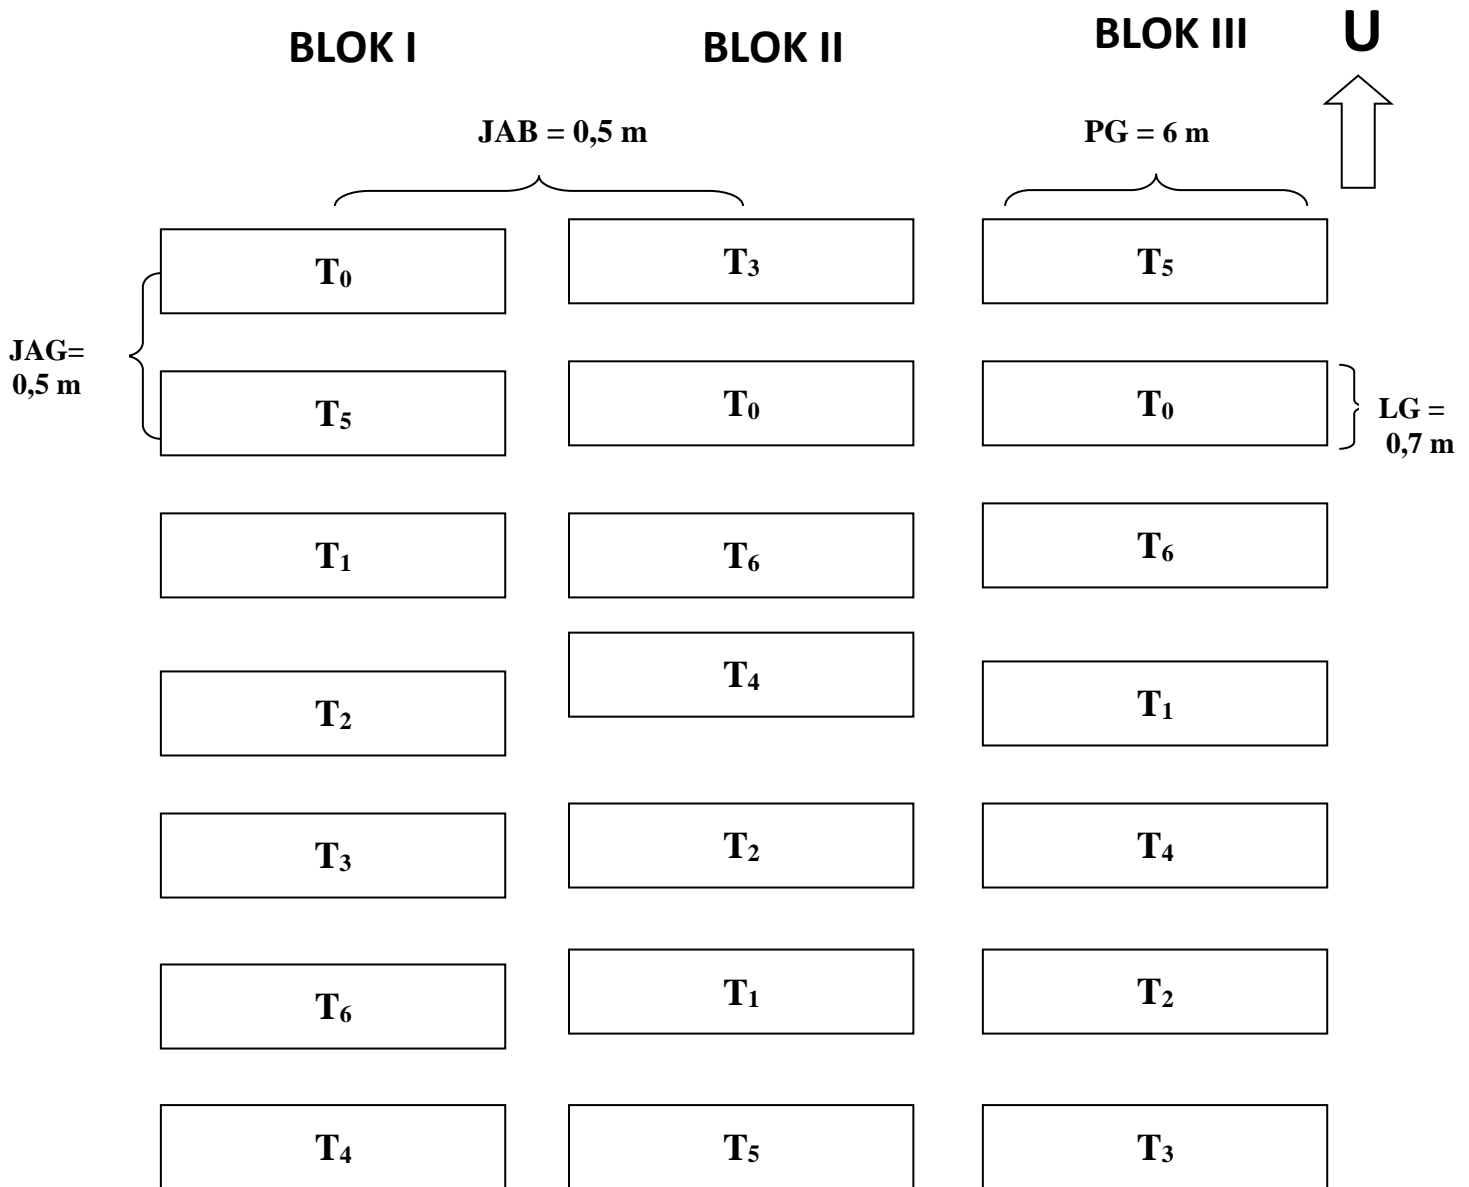 BLOK I
BLOK II
BLOK III
U
JAB = 0,5 m
PG = 6 m
T0
T3
T5
JAG=
0,5 m
T5
T0
T0
LG =
0,7 m
T1
T6
T6
T2
T4
T1
T3
T2
T4
T6
T1
T2
T4
T5
T3